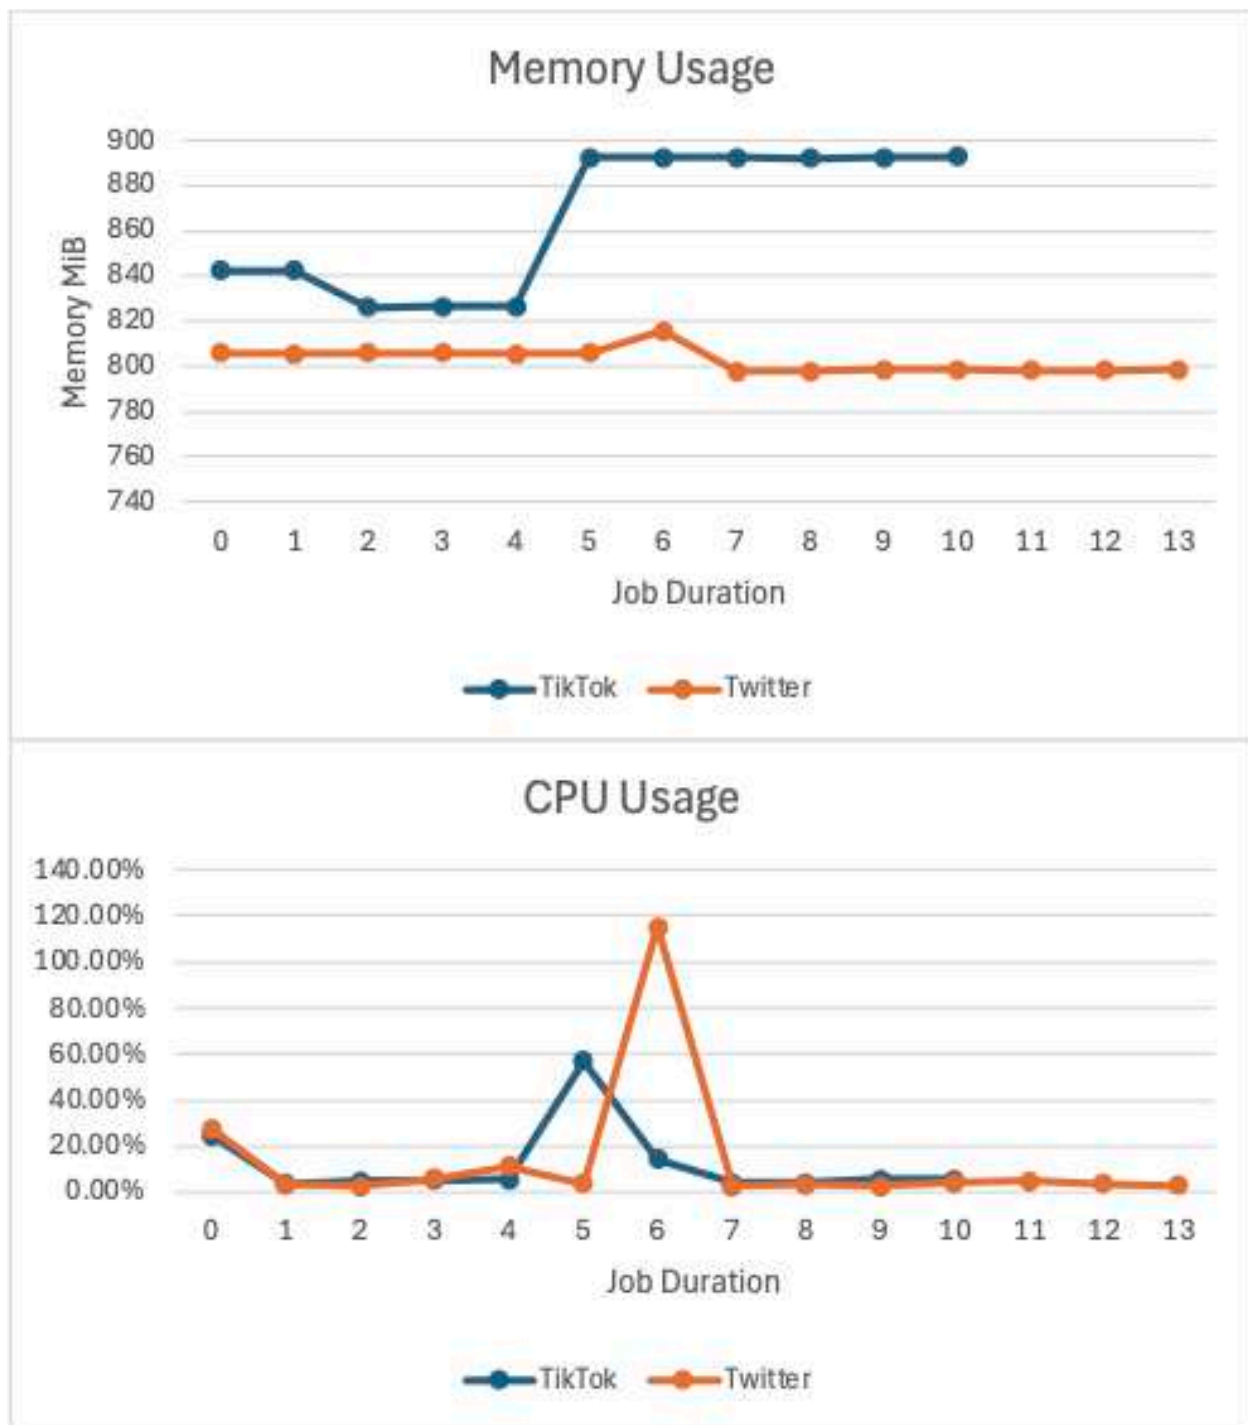 Memory Usage
900
880
860
840
820
800
780
760
740
Memory MiB
0 1 2 3 4 5 6 7 8 9 10 11 12 13
Job Duration
TikTok Twitter
CPU Usage
140.00%
120.00%
100.00%
80.00%
60.00%
40.00%
20.00%
0.00%
0 1 2 3 4 5 6 7 8 9 10 11 12 13
Job Duration
TikTok Twitter